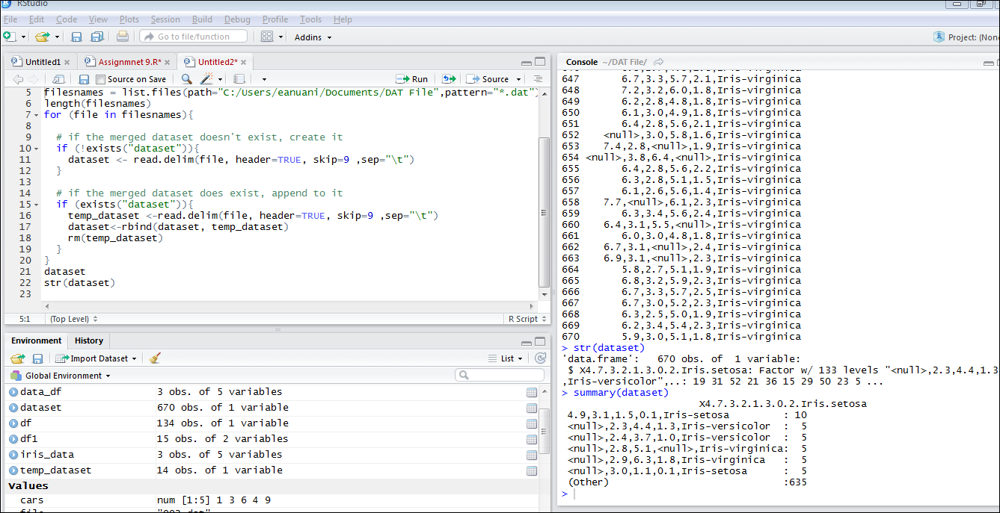 RStudio
File Edit Code View Plots Session Build Debug Profile Tools Help
Go to file/function Addins Project: (None
Untitled1 × Assignmnet 9.R* × Untitled2* ×
Source on Save Run Source
5 filesnames = list.files(path="C:/Users/eanuani/Documents/DAT File",pattern="*.dat")
6 length(filesnames)
7 for (file in filesnames){
8
9 # if the merged dataset doesn't exist, create it
10 if (!exists("dataset")){
11 dataset <- read.delim(file, header=TRUE, skip=9 ,sep="\t")
12 }
13
14 # if the merged dataset does exist, append to it
15 if (exists("dataset")){
16 temp_dataset <-read.delim(file, header=TRUE, skip=9 ,sep="\t")
17 dataset<-rbind(dataset, temp_dataset)
18 rm(temp_dataset)
19 }
20 }
21 dataset
22 str(dataset)
23
5:1 (Top Level) R Script
Environment History
Import Dataset List
Global Environment
data_df 3 obs. of 5 variables
dataset 670 obs. of 1 variable
df 134 obs. of 1 variable
df1 15 obs. of 2 variables
iris_data 3 obs. of 5 variables
temp_dataset 14 obs. of 1 variable
Values
cars num [1:5] 1 3 6 4 9
Console ~/DAT File/
647 6.7,3.3,5.7,2.1,Iris-virginica
648 7.2,3.2,6.0,1.8,Iris-virginica
649 6.2,2.8,4.8,1.8,Iris-virginica
650 6.1,3.0,4.9,1.8,Iris-virginica
651 6.4,2.8,5.6,2.1,Iris-virginica
652 <null>,3.0,5.8,1.6,Iris-virginica
653 7.4,2.8,<null>,1.9,Iris-virginica
654 <null>,3.8,6.4,<null>,Iris-virginica
655 6.4,2.8,5.6,2.2,Iris-virginica
656 6.3,2.8,5.1,1.5,Iris-virginica
657 6.1,2.6,5.6,1.4,Iris-virginica
658 7.7,<null>,6.1,2.3,Iris-virginica
659 6.3,3.4,5.6,2.4,Iris-virginica
660 6.4,3.1,5.5,<null>,Iris-virginica
661 6.0,3.0,4.8,1.8,Iris-virginica
662 6.7,3.1,<null>,2.4,Iris-virginica
663 6.9,3.1,<null>,2.3,Iris-virginica
664 5.8,2.7,5.1,1.9,Iris-virginica
665 6.8,3.2,5.9,2.3,Iris-virginica
666 6.7,3.3,5.7,2.5,Iris-virginica
667 6.7,3.0,5.2,2.3,Iris-virginica
668 6.3,2.5,5.0,1.9,Iris-virginica
669 6.2,3.4,5.4,2.3,Iris-virginica
670 5.9,3.0,5.1,1.8,Iris-virginica
> str(dataset)
'data.frame': 670 obs. of 1 variable:
$ X4.7.3.2.1.3.0.2.Iris.setosa: Factor w/ 133 levels "<null>,2.3,4.4,1.3
,Iris-versicolor",..: 19 31 52 21 36 15 29 50 23 5 ...
> summary(dataset)
X4.7.3.2.1.3.0.2.Iris.setosa
4.9,3.1,1.5,0.1,Iris-setosa : 10
<null>,2.3,4.4,1.3,Iris-versicolor : 5
<null>,2.4,3.7,1.0,Iris-versicolor : 5
<null>,2.8,5.1,<null>,Iris-virginica: 5
<null>,2.9,6.3,1.8,Iris-virginica : 5
<null>,3.0,1.1,0.1,Iris-setosa : 5
(Other) :635
>